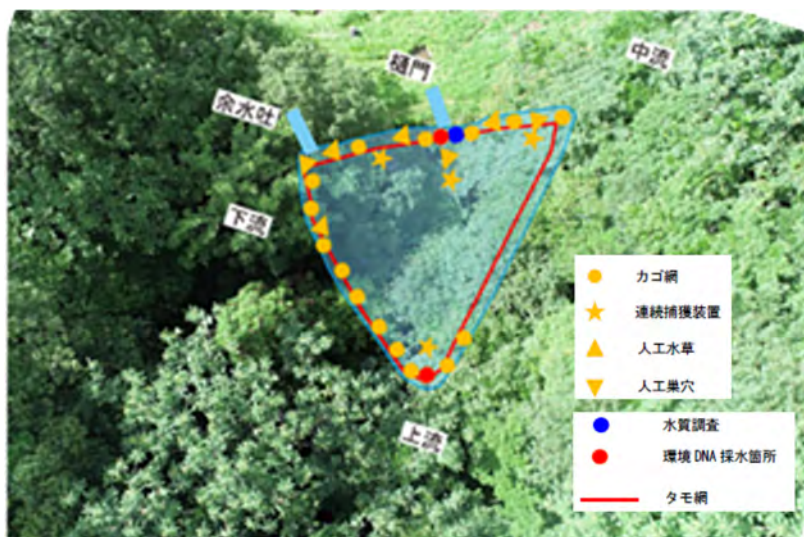 中流
樋門
余水吐
下流
上流
カゴ網
連続捕獲装置
人工水草
人工巣穴
水質調査
環境 DNA 採水箇所
タモ網